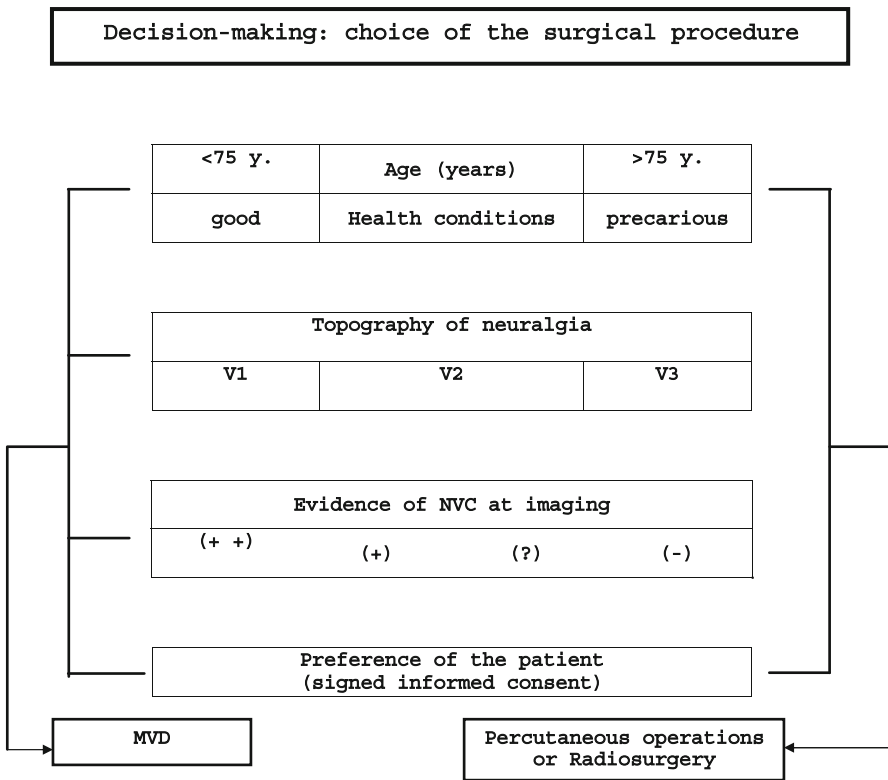 Decision-making: choice of the surgical procedure
<75 y. Age (years) >75 y.
good Health conditions precarious
Topography of neuralgia
V1 V2 V3
Evidence of NVC at imaging
(+ +) (+) (?) (-)
Preference of the patient
(signed informed consent)
MVD
Percutaneous operations
or Radiosurgery